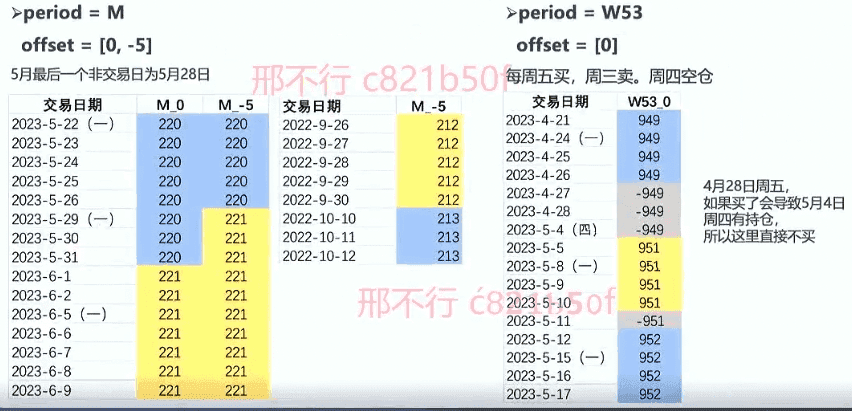 ➢period = M
offset = [0, -5]
5月最后一个非交易日为5月28日
交易日期 M_0 M_-5
2023-5-22（一） 220 220
2023-5-23 220 220
2023-5-24 220 220
2023-5-25 220 220
2023-5-26 220 220
2023-5-29（一） 220 221
2023-5-30 220 221
2023-5-31 220 221
2023-6-1 221 221
2023-6-2 221 221
2023-6-5（一） 221 221
2023-6-6 221 221
2023-6-7 221 221
2023-6-8 221 221
2023-6-9 221 221
交易日期 M_-5
2022-9-26 212
2022-9-27 212
2022-9-28 212
2022-9-29 212
2022-9-30 212
2022-10-10 213
2022-10-11 213
2022-10-12 213
➢period = W53
offset = [0]
每周五买，周三卖。周四空仓
交易日期 W53_0
2023-4-21 949
2023-4-24（一） 949
2023-4-25 949
2023-4-26 949
2023-4-27 -949
2023-4-28 -949
2023-5-4（四） -949
2023-5-5 951
2023-5-8（一） 951
2023-5-9 951
2023-5-10 951
2023-5-11 -951
2023-5-12 952
2023-5-15（一） 952
2023-5-16 952
2023-5-17 952
4月28日周五，
如果买了会导致5月4日
周四有持仓，
所以这里直接不买
邢不行 c821b50f
邢不行 c821b50f